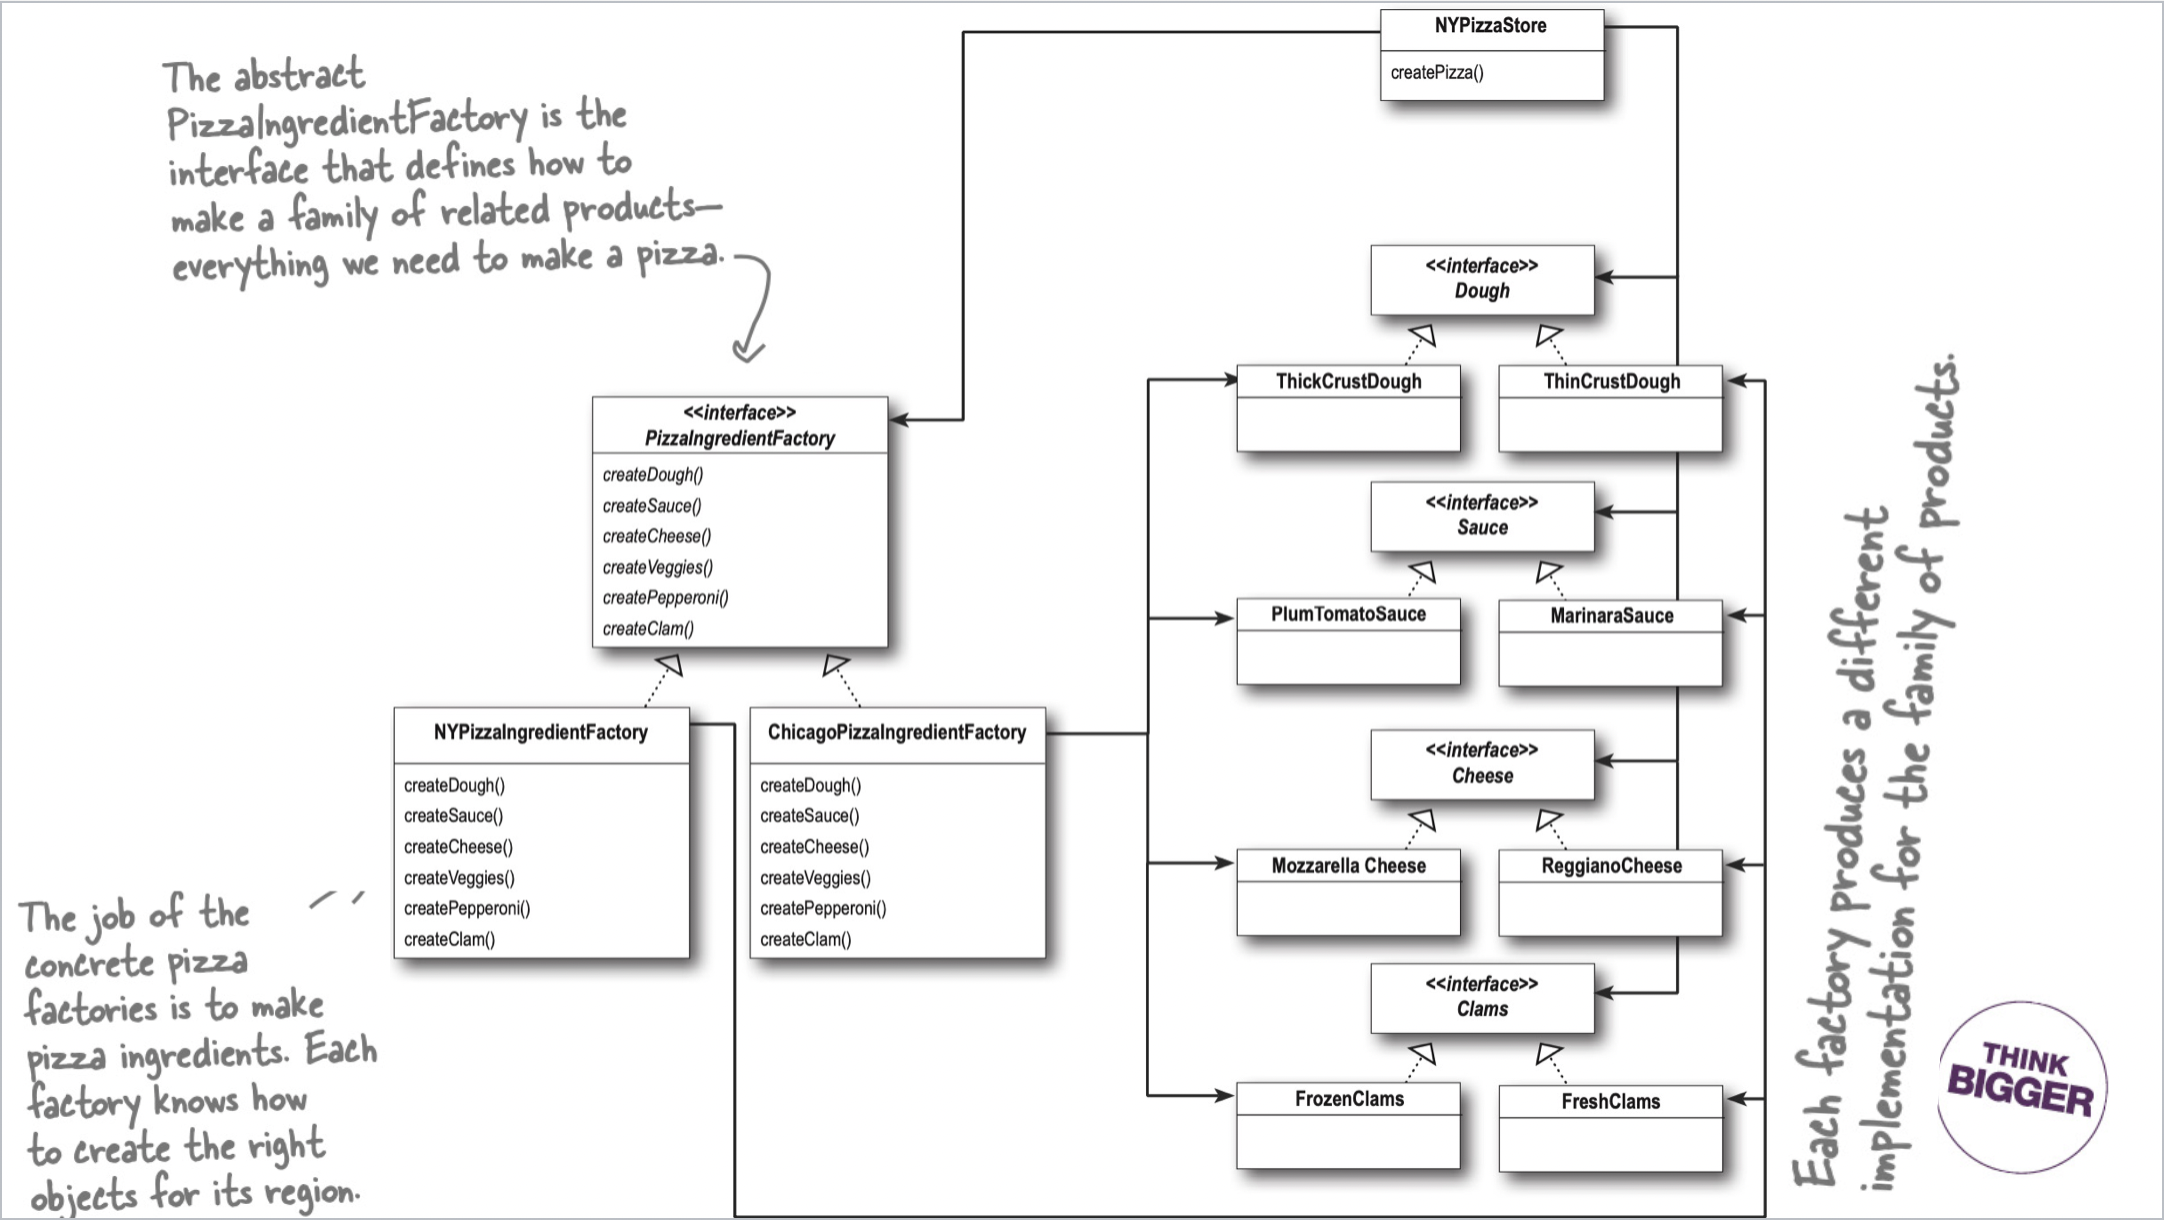 The abstract
PizzaIngredientFactory is the
interface that defines how to
make a family of related products—
everything we need to make a pizza.
NYPizzaStore
createPizza()
<<interface>>
PizzaIngredientFactory
createDough()
createSauce()
createCheese()
createVeggies()
createPepperoni()
createClam()
NYPizzaIngredientFactory
createDough()
createSauce()
createCheese()
createVeggies()
createPepperoni()
createClam()
ChicagoPizzaIngredientFactory
createDough()
createSauce()
createCheese()
createVeggies()
createPepperoni()
createClam()
The job of the
concrete pizza
factories is to make
pizza ingredients. Each
factory knows how
to create the right
objects for its region.
<<interface>>
Dough
ThickCrustDough
ThinCrustDough
<<interface>>
Sauce
PlumTomatoSauce
MarinaraSauce
<<interface>>
Cheese
Mozzarella Cheese
ReggianoCheese
<<interface>>
Clams
FrozenClams
FreshClams
Each factory produces a different
implementation for the family of products.
THINK
BIGGER